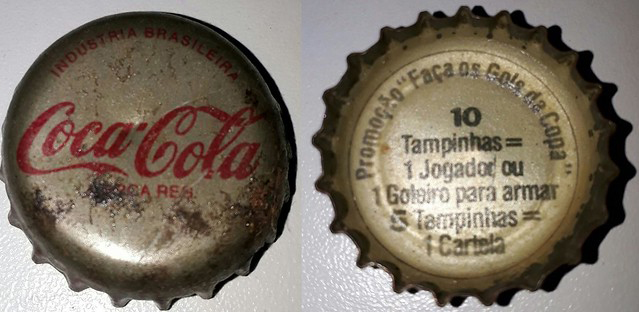 INDÚSTRIA BRASILEIRA
Coca-Cola
MARCA REG.
Promoção "Faça os Gols da Copa"
10
Tampinhas =
1 Jogador ou
1 Goleiro para armar
5 Tampinhas =
1 Cartela